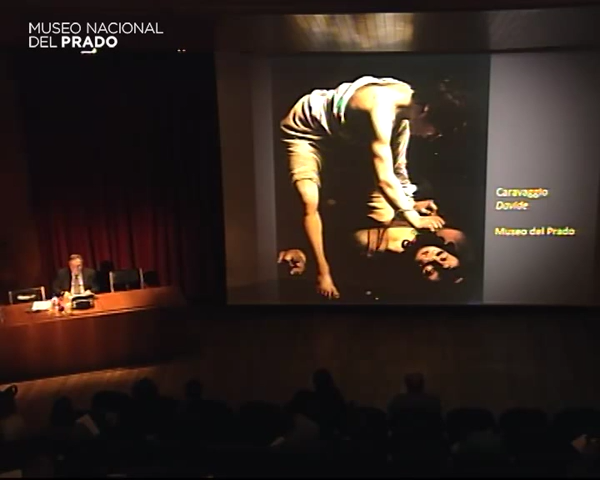 MUSEO NACIONAL
DEL PRADO
Caravaggio
Davide
Museo del Prado